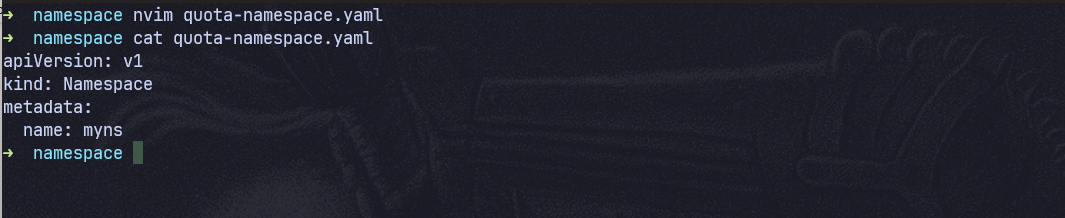 ➜  namespace nvim quota-namespace.yaml
➜  namespace cat quota-namespace.yaml
apiVersion: v1
kind: Namespace
metadata:
  name: myns
➜  namespace